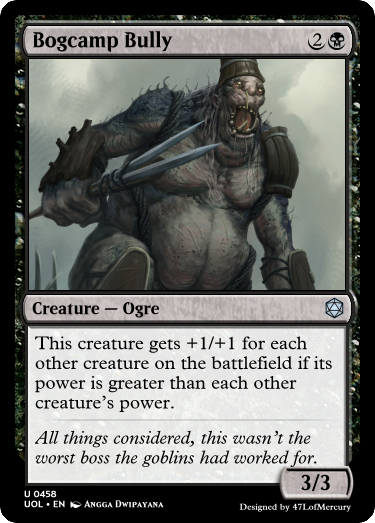 Bogcamp Bully 2
Creature — Ogre
This creature gets +1/+1 for each
other creature on the battlefield if its
power is greater than each other
creature's power.
All things considered, this wasn't the
worst boss the goblins had worked for.
3/3
U 0458
UOL • EN Angga Dwipayana
Designed by 47LofMercury